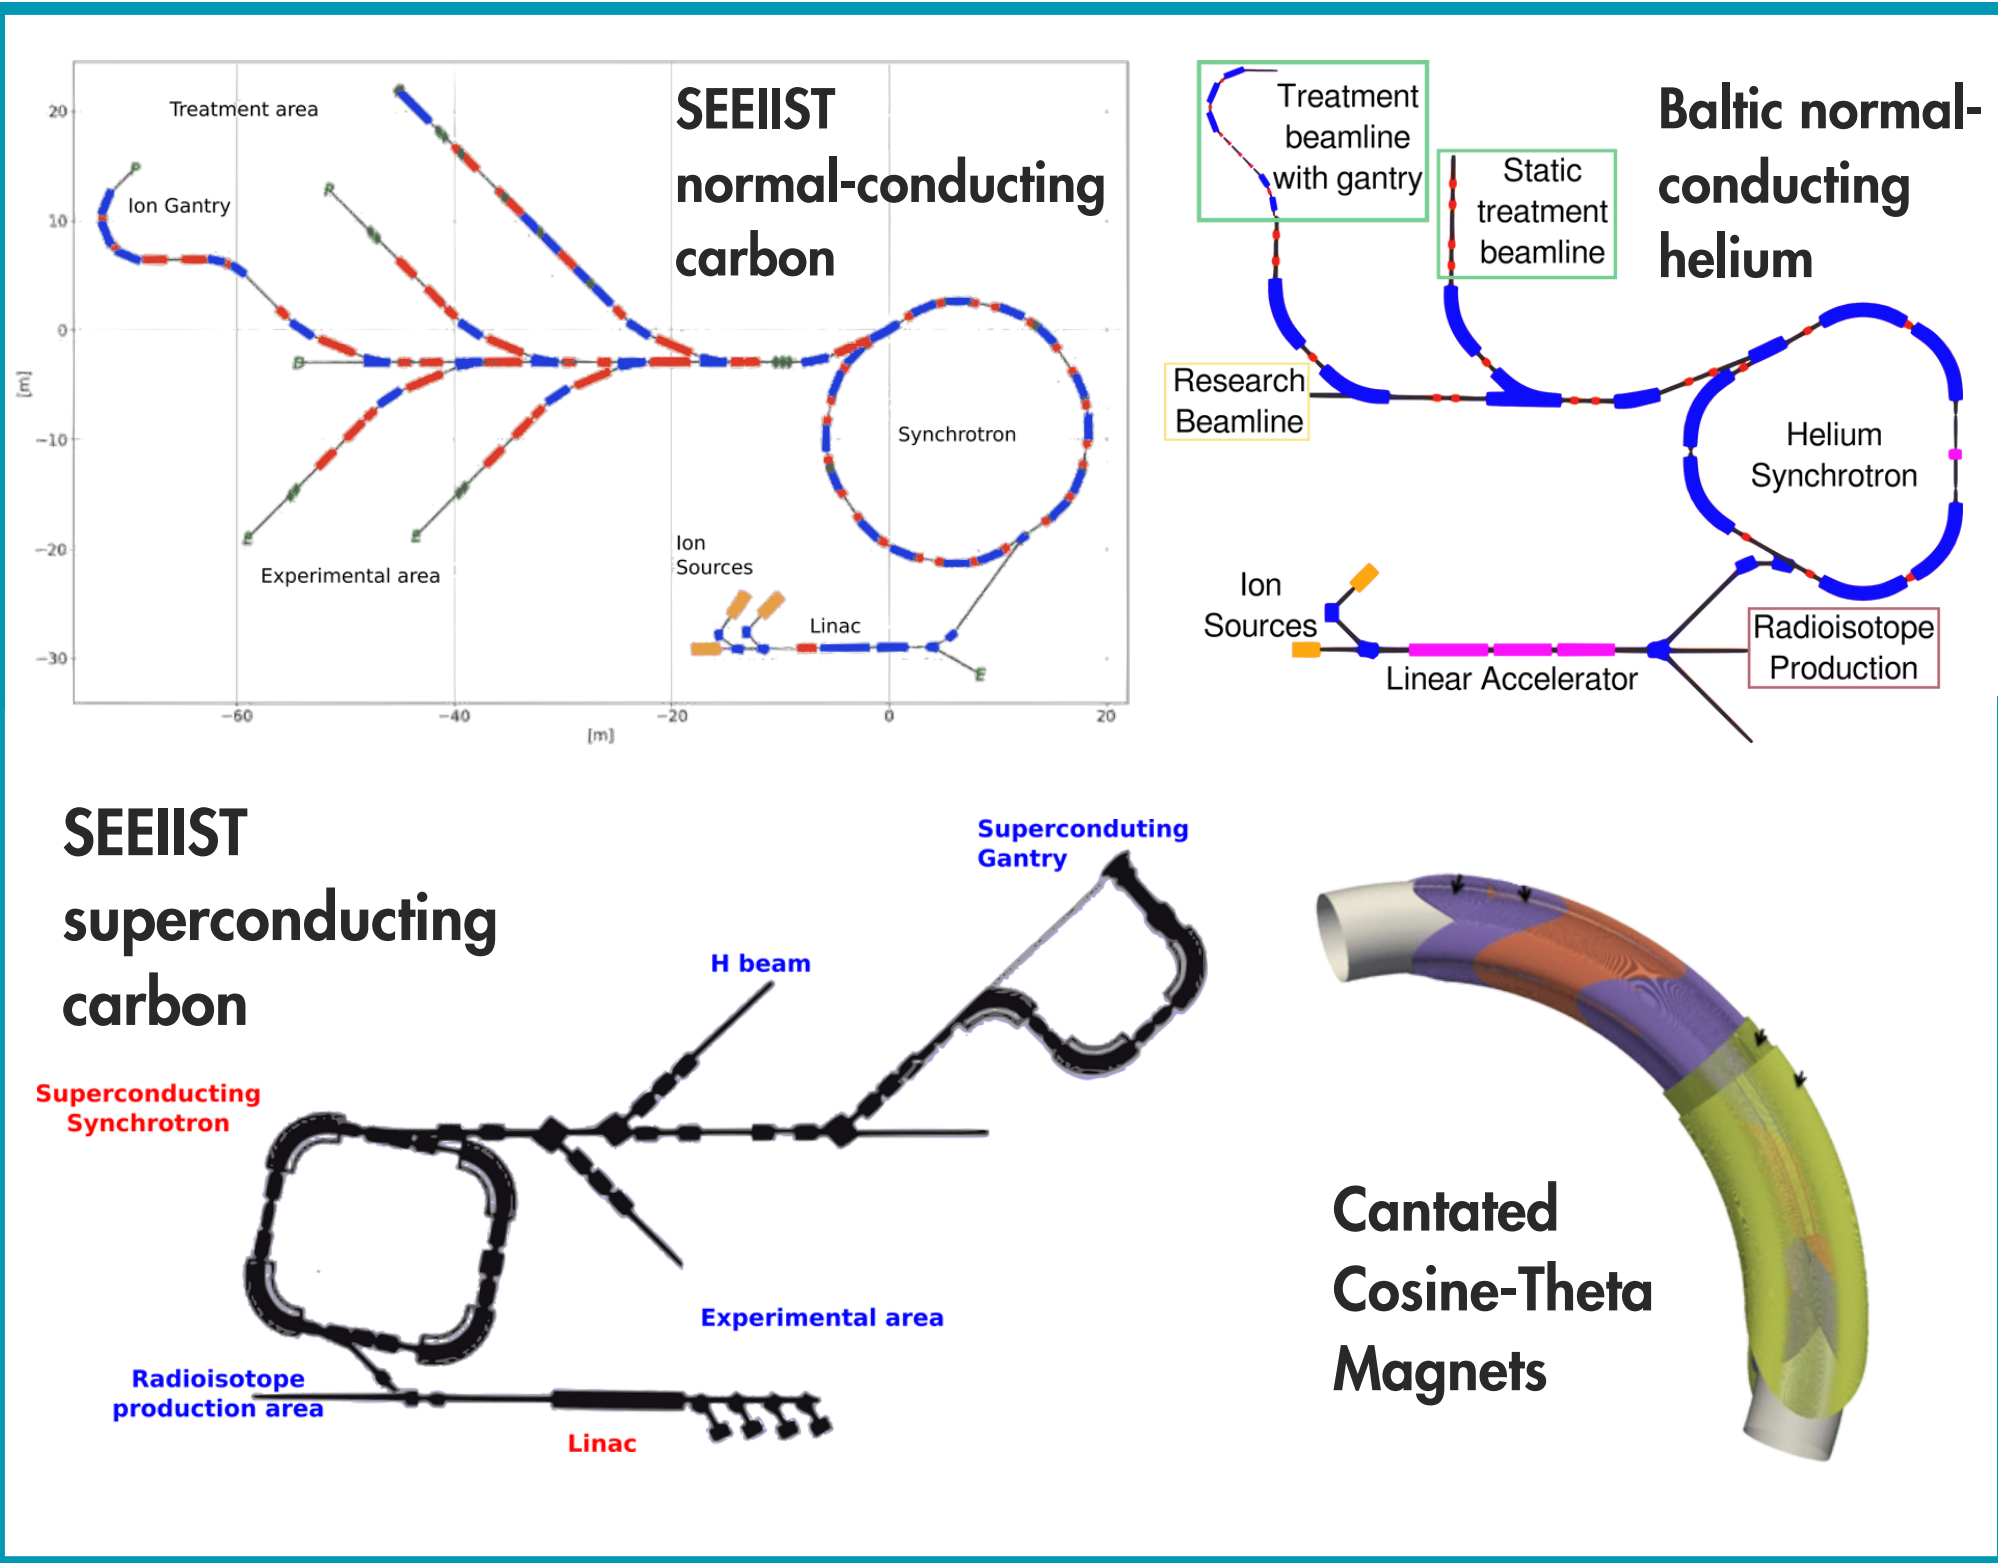 SEEIIST
normal-conducting
carbon
Treatment area
Ion Gantry
Synchrotron
Experimental area
Ion
Sources
Linac
P
P
B
E
E
E
20
10
0
−10
−20
−30
[m]
−60
−40
−20
0
20
[m]
Baltic normal-
conducting
helium
Treatment
beamline
with gantry
Static
treatment
beamline
Research
Beamline
Helium
Synchrotron
Ion
Sources
Linear Accelerator
Radioisotope
Production
SEEIIST
superconducting
carbon
Superconduting
Gantry
H beam
Superconducting
Synchrotron
Experimental area
Radioisotope
production area
Linac
Cantated
Cosine-Theta
Magnets